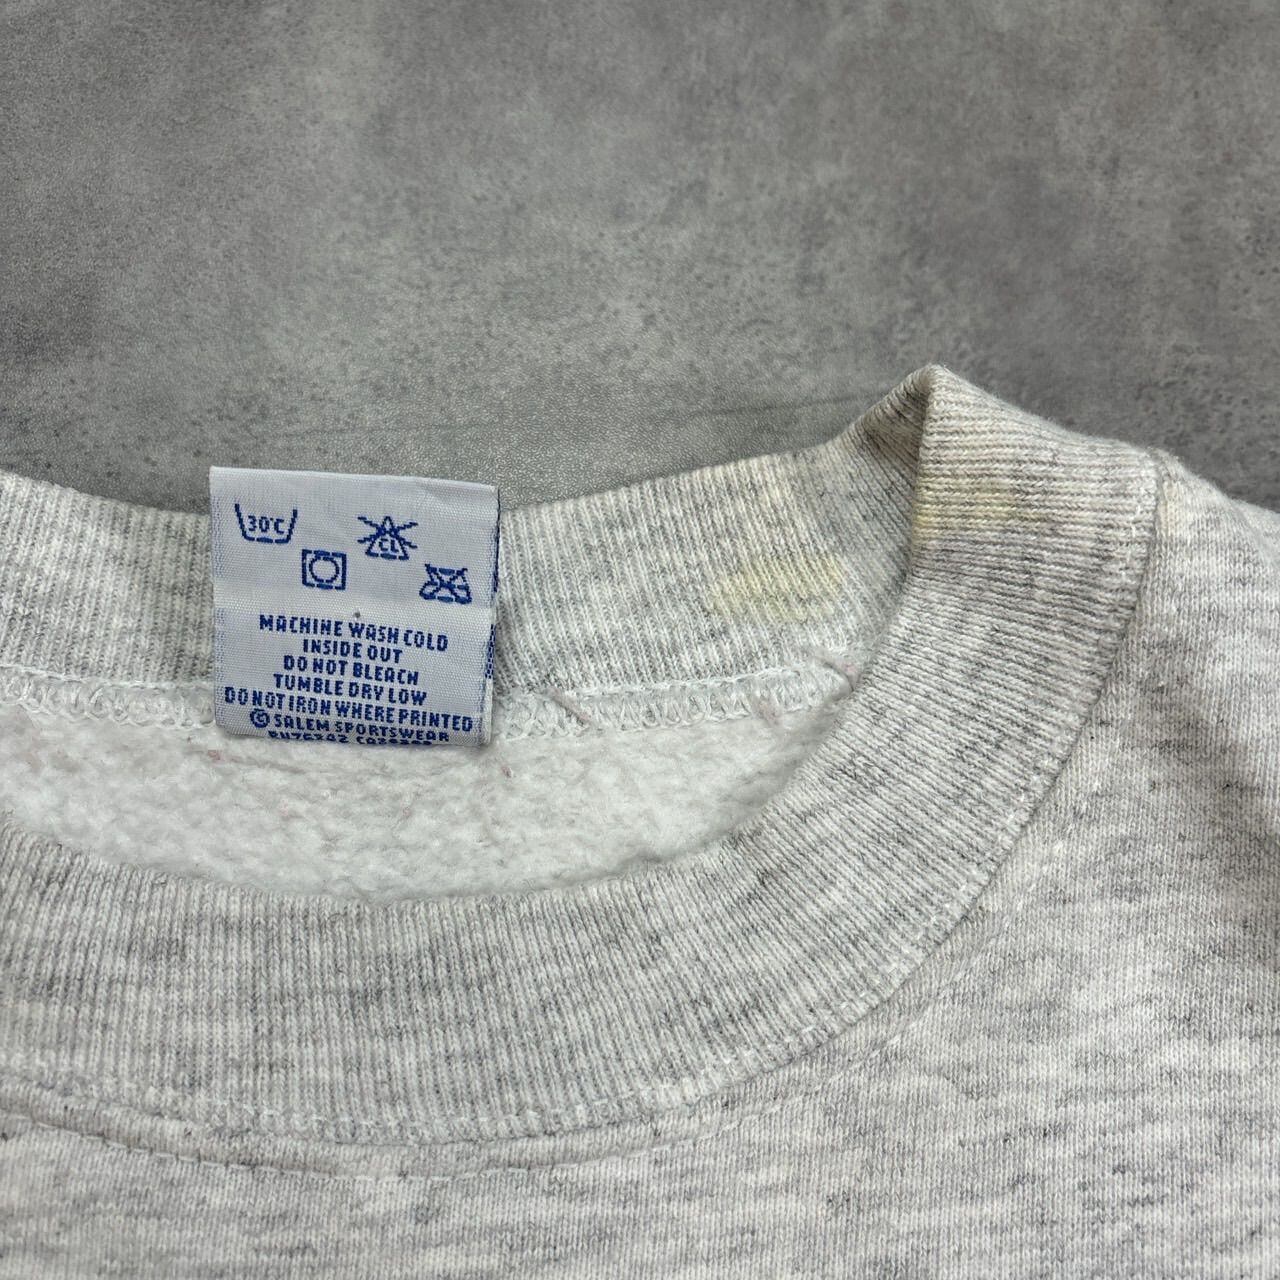 30°C
CL
MACHINE WASH COLD
INSIDE OUT
DO NOT BLEACH
TUMBLE DRY LOW
DO NOT IRON WHERE PRINTED
© SALEM SPORTSWEAR